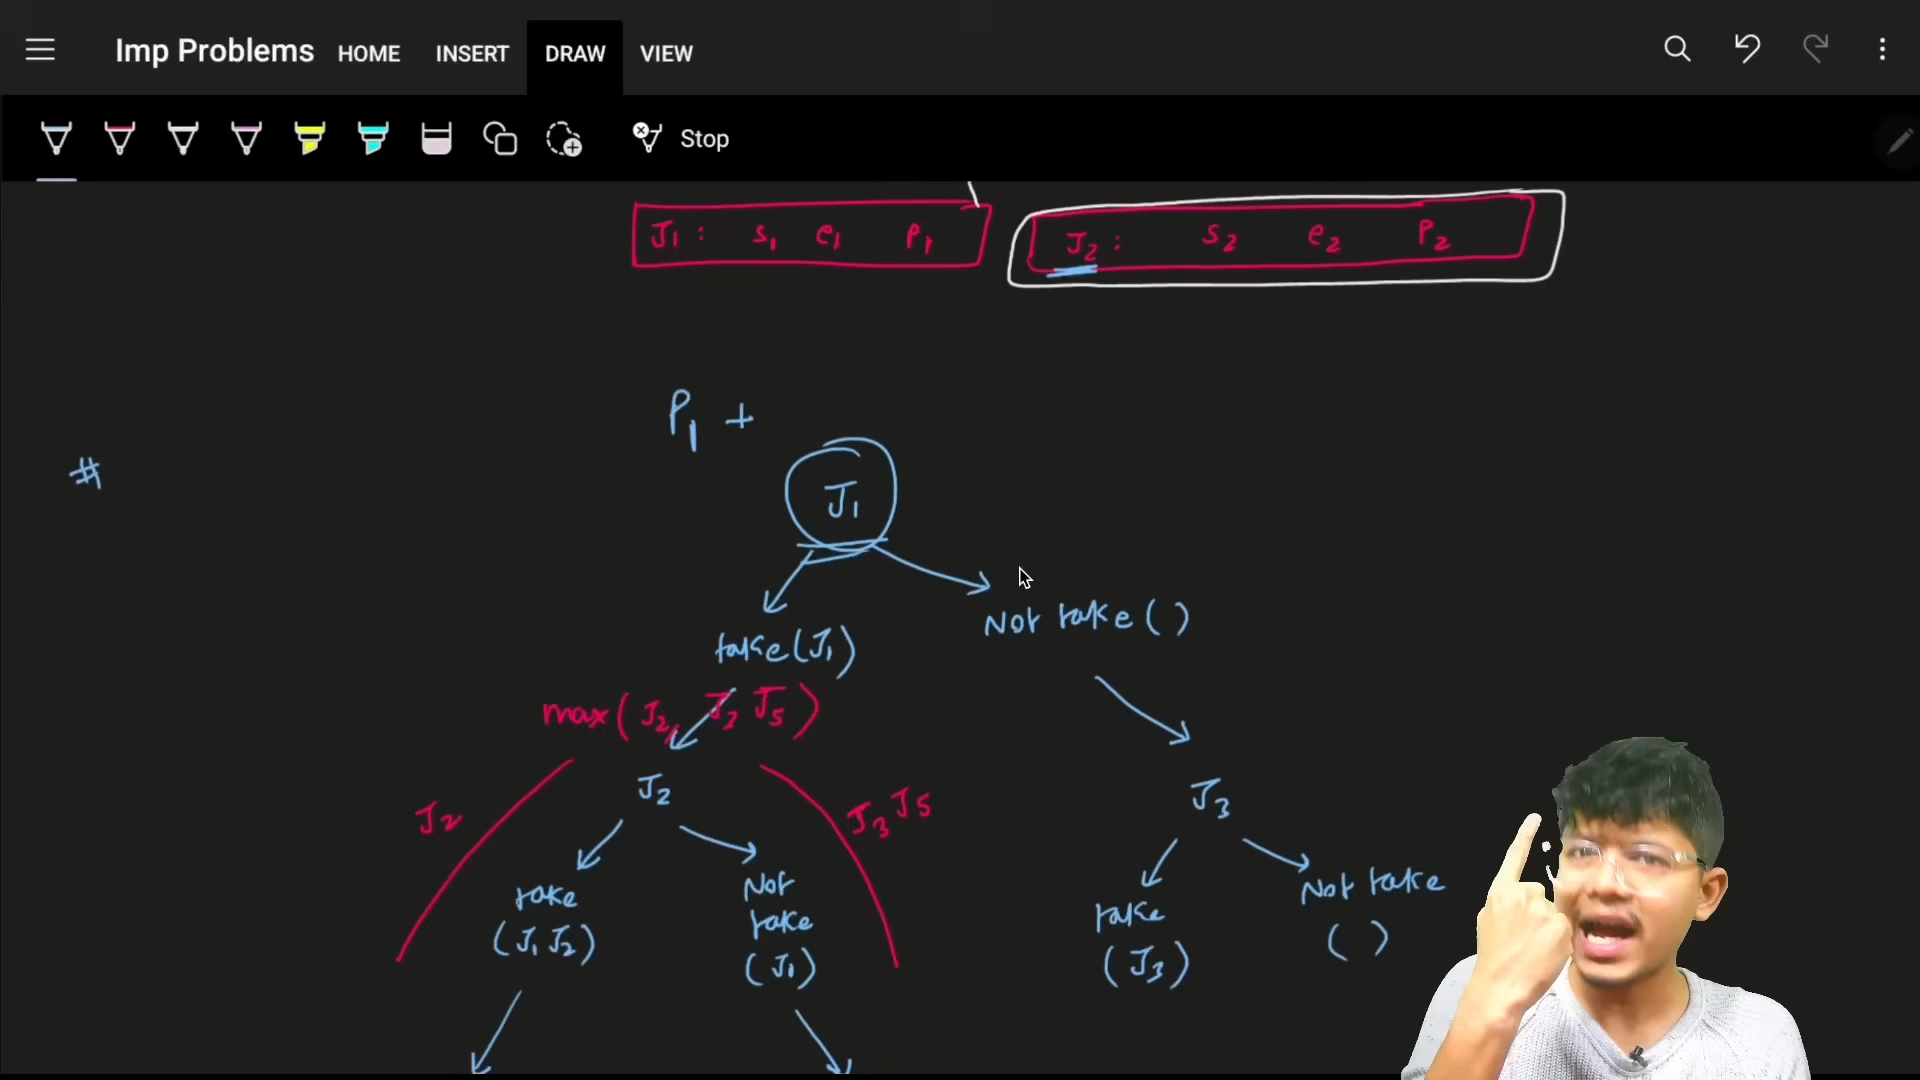 Imp Problems HOME INSERT DRAW VIEW
Stop
J1 : s1 e1 P1
J2 : s2 e2 P2
P1 +
#
J1
take(J1)
Not take ( )
max( J2, J3 J5 )
J2
J3 J5
J2
J3
take
(J1 J2)
Not
take
(J1)
take
(J3)
Not take
( )